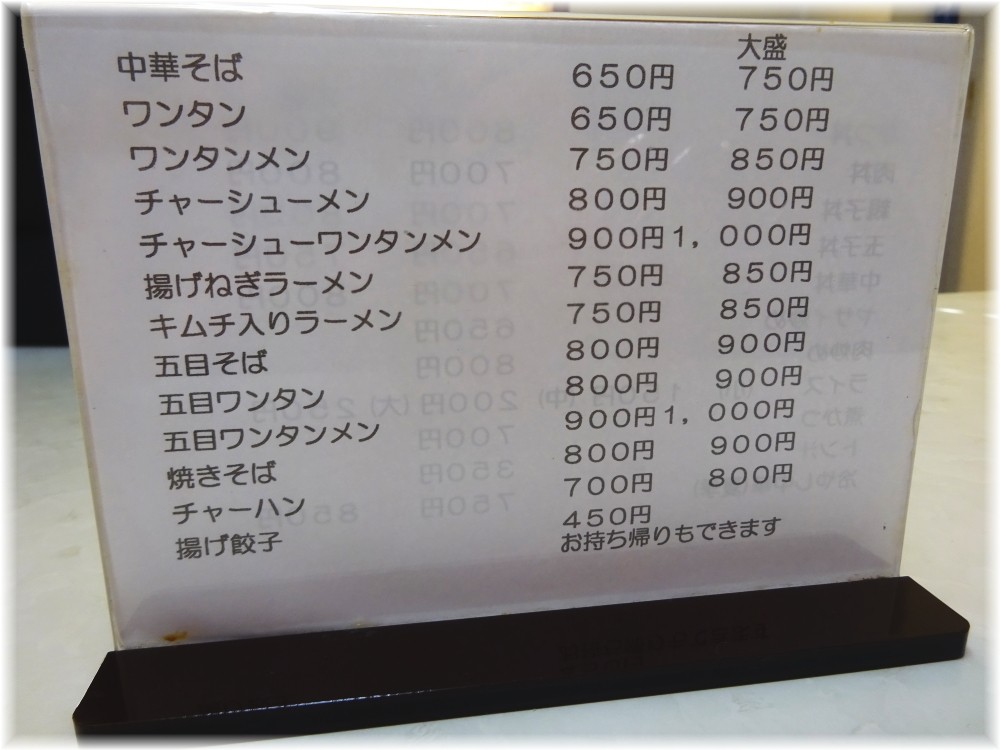 大盛
中華そば 650円 750円
ワンタン 650円 750円
ワンタンメン 750円 850円
チャーシューメン 800円 900円
チャーシューワンタンメン 900円 1，000円
揚げねぎラーメン 750円 850円
キムチ入りラーメン 750円 850円
五目そば 800円 900円
五目ワンタン 800円 900円
五目ワンタンメン 900円 1，000円
焼きそば 800円 900円
チャーハン 700円 800円
揚げ餃子 450円
お持ち帰りもできます